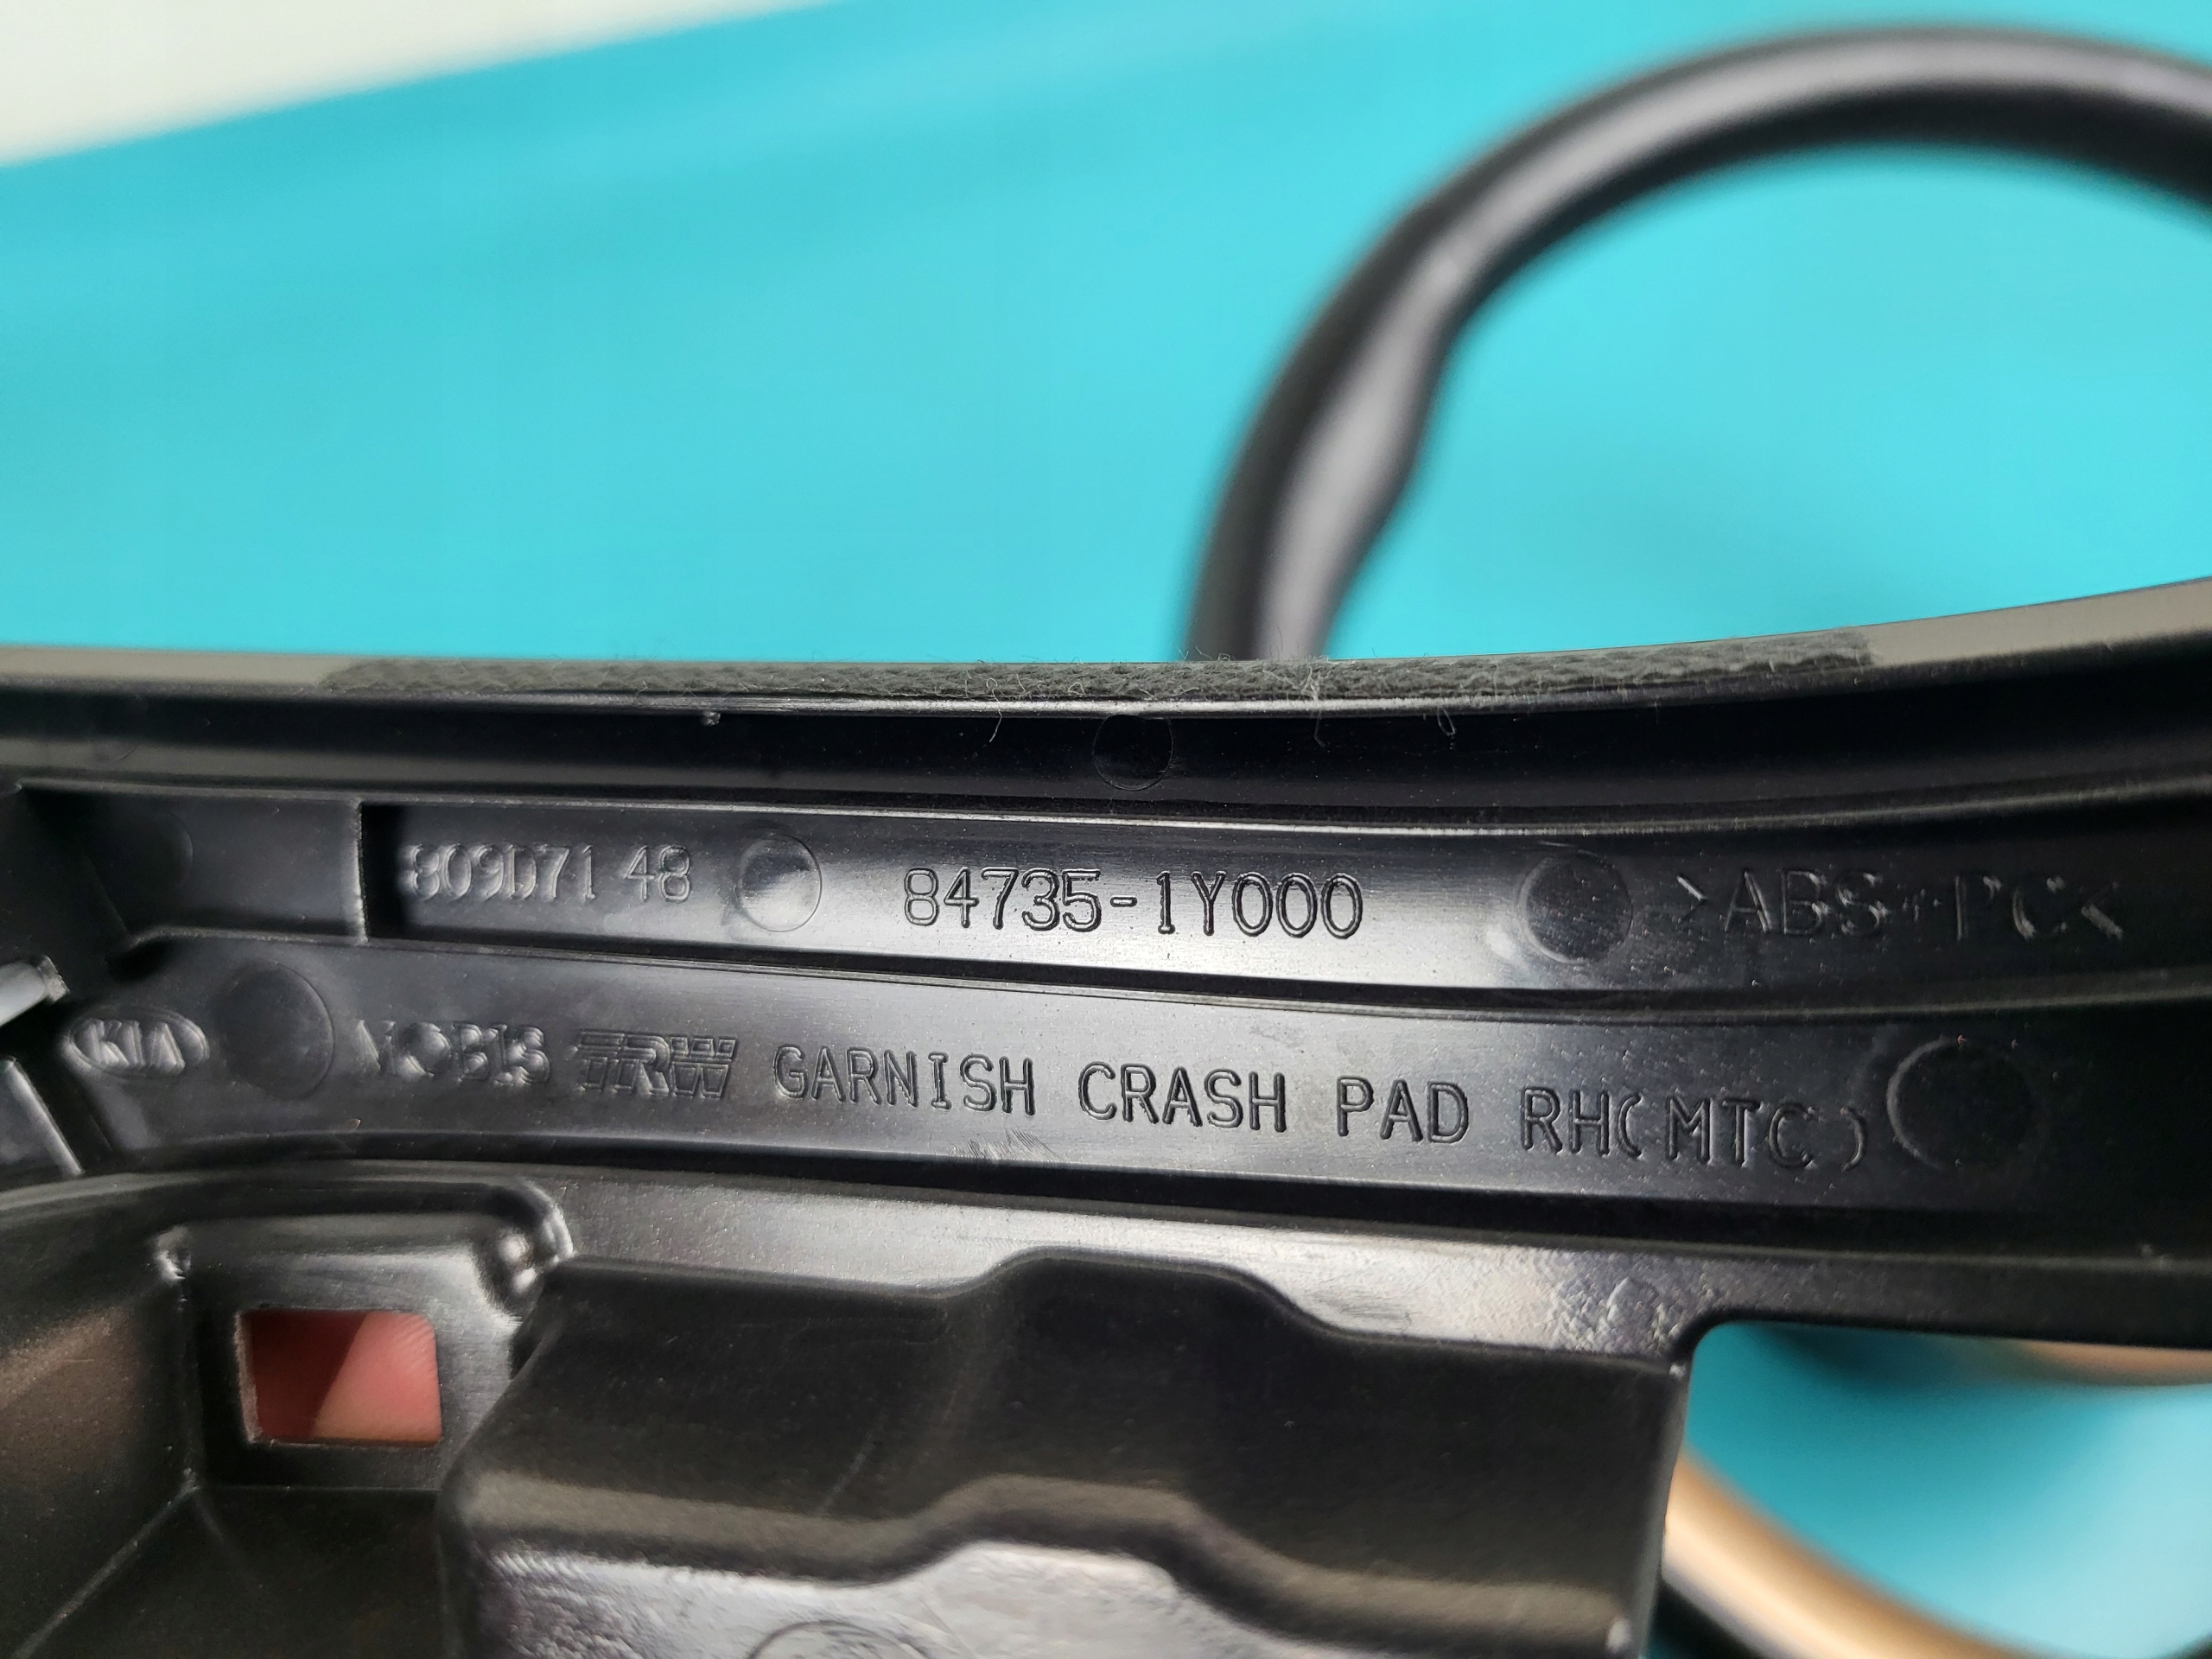 809D71 48 84735-1Y000 >ABS+PC<
KIA MOBIS TRW GARNISH CRASH PAD RH(MTC)